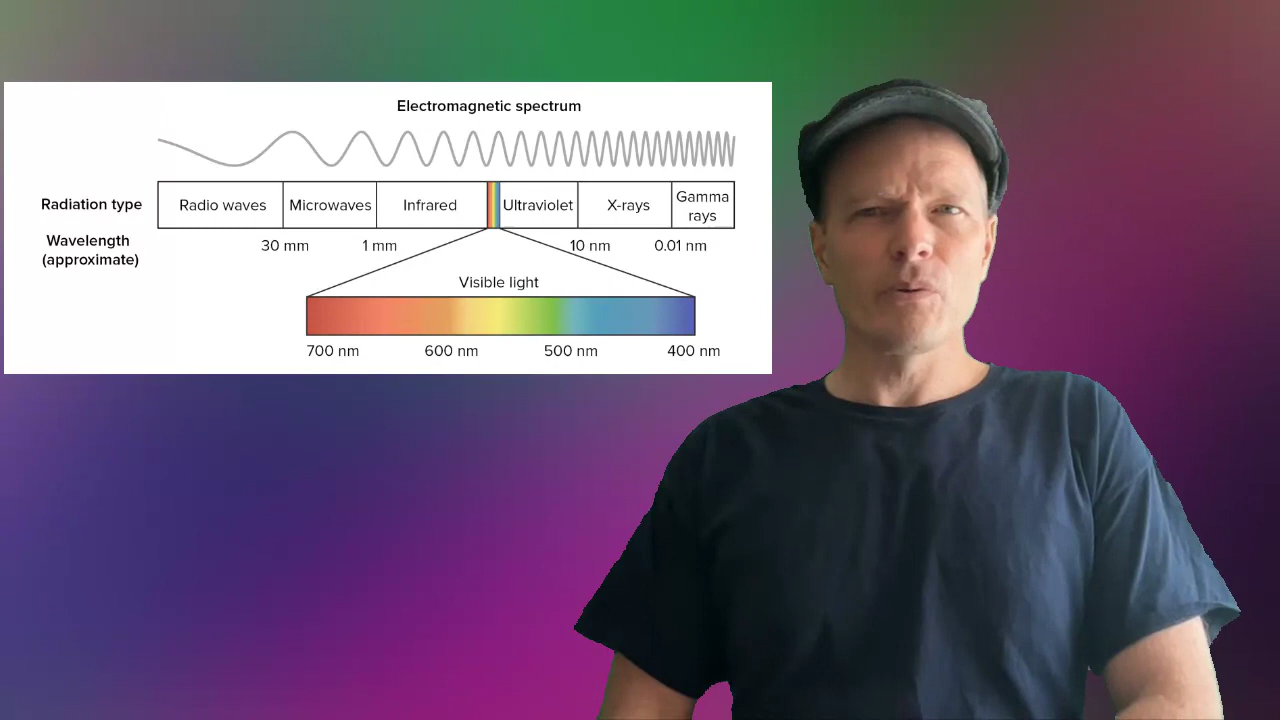 Electromagnetic spectrum
Radiation type
Radio waves
Microwaves
Infrared
Ultraviolet
X-rays
Gamma
rays
Wavelength
(approximate)
30 mm
1 mm
10 nm
0.01 nm
Visible light
700 nm
600 nm
500 nm
400 nm